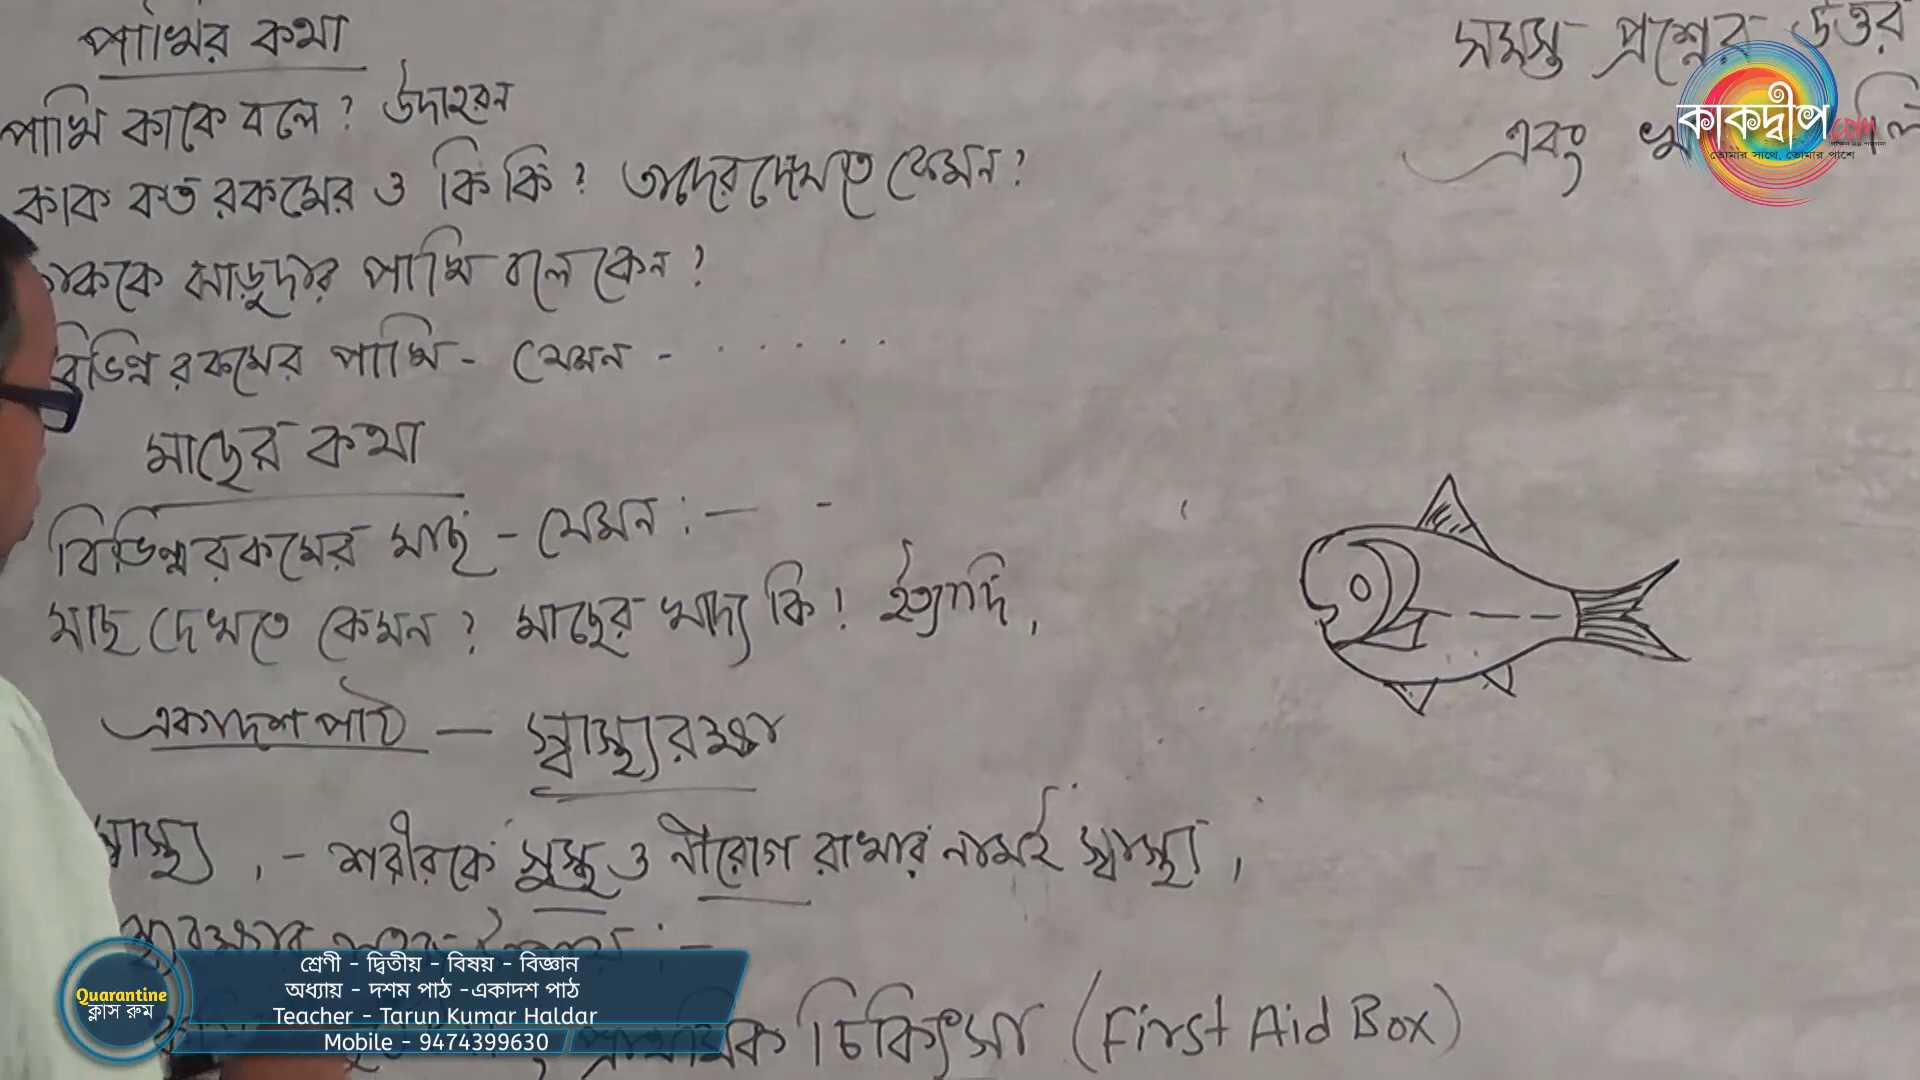 পাখির কথা
পাখি কাকে বলে? উদাহরন
কাক কত রকমের ও কি কি? তাদের দেখতে কেমন?
কাককে ঝাড়ুদার পাখি বলে কেন?
বিভিন্ন রকমের পাখি - যেমন - . . . . . .
মাছের কথা
বিভিন্ন রকমের মাছ - যেমন :— -
মাছ দেখতে কেমন? মাছের খাদ্য কি! ইত্যাদি,
একাদশ পাঠ — স্বাস্থ্যরক্ষা
স্বাস্থ্য ,- শরীরকে সুস্থ ও নীরোগ রাখার নামই স্বাস্থ্য,
প্রাথমিক চিকিৎসা (First Aid Box)
সমস্ত প্রশ্নের উত্তর
এবং
কাকদ্বীপ.com
তোমার সাথে, তোমার পাশে
Quarantine
ক্লাস রুম
শ্রেণী - দ্বিতীয় - বিষয় - বিজ্ঞান
অধ্যায় - দশম পাঠ -একাদশ পাঠ
Teacher - Tarun Kumar Haldar
Mobile - 9474399630